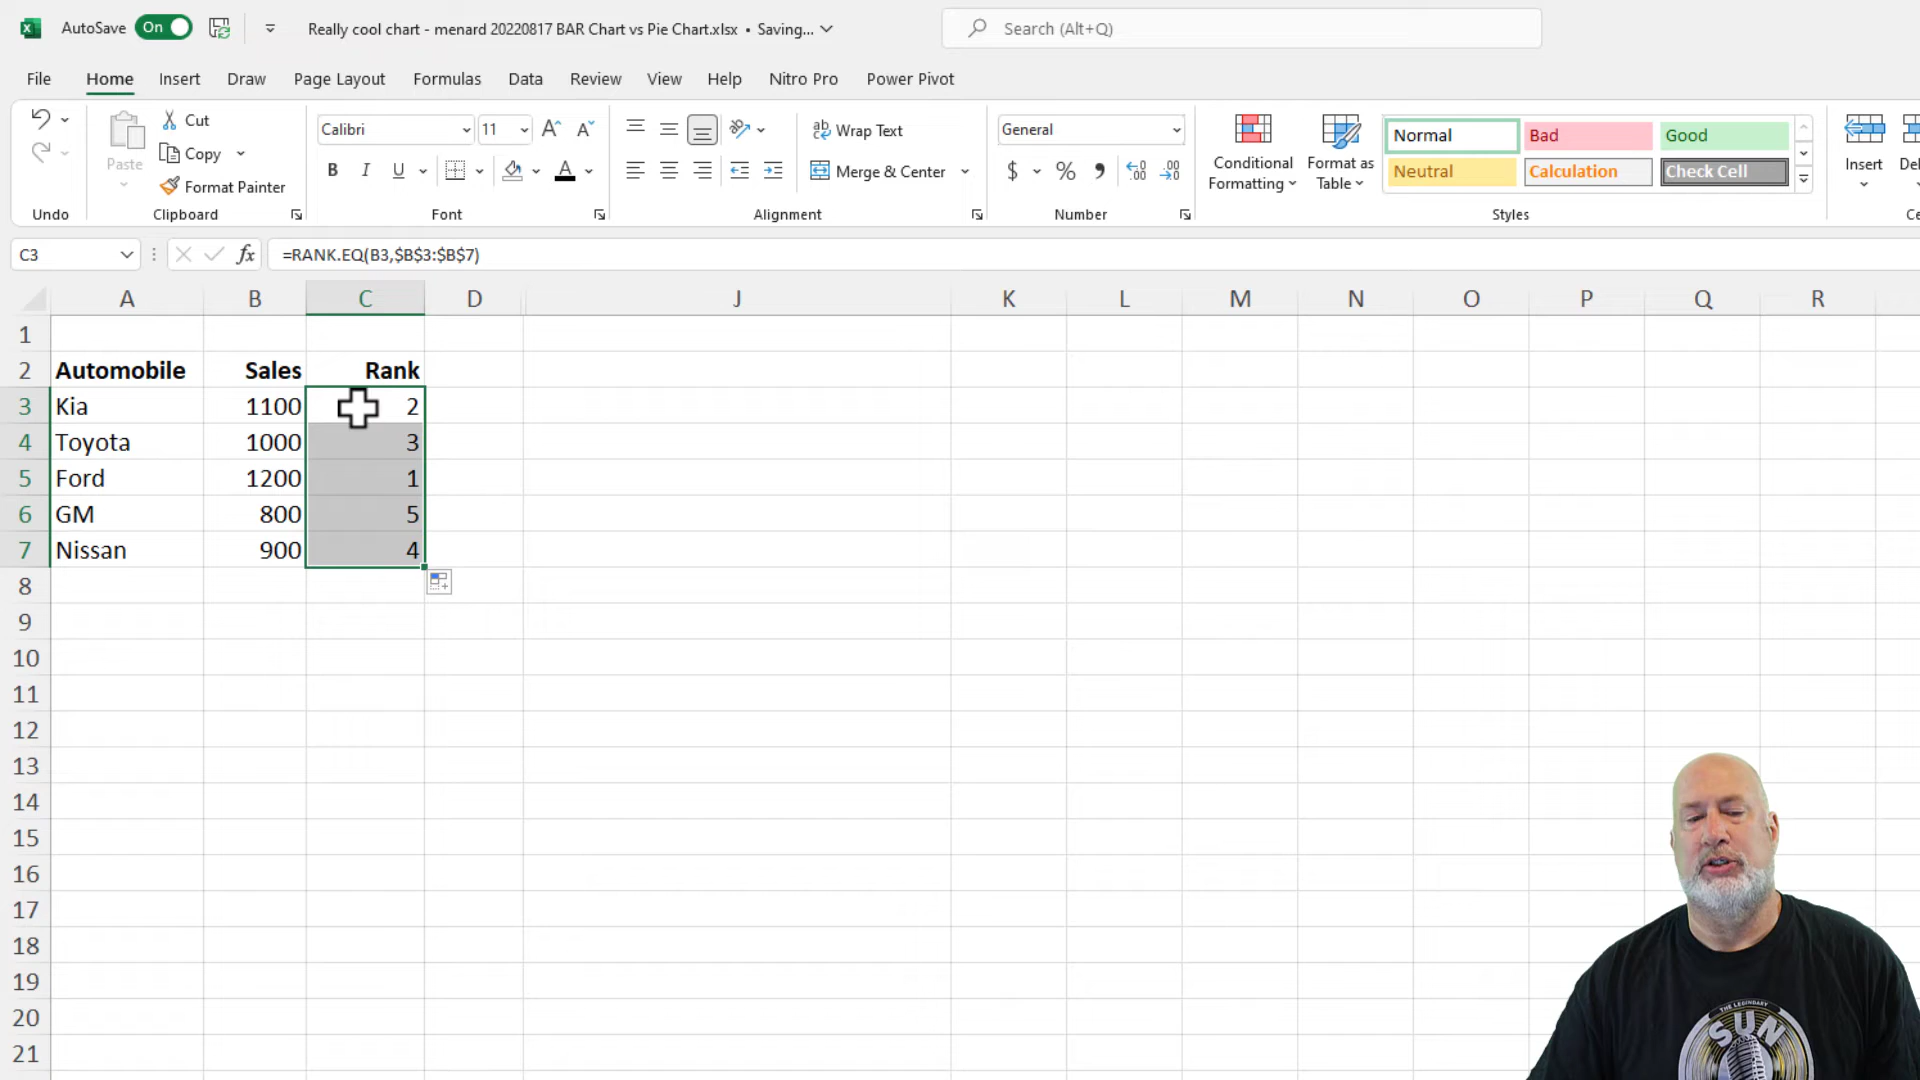 AutoSave On Really cool chart - menard 20220817 BAR Chart vs Pie Chart.xlsx • Saving... Search (Alt+Q)
File Home Insert Draw Page Layout Formulas Data Review View Help Nitro Pro Power Pivot
Paste Cut Copy Format Painter
Calibri 11
B I U A
Wrap Text
Merge & Center
General
$ %
Conditional Formatting
Format as Table
Normal Bad Good
Neutral Calculation Check Cell
Insert
Undo Clipboard Font Alignment Number Styles
C3 fx =RANK.EQ(B3,$B$3:$B$7)
A B C D J K L M N O P Q R
1
2 Automobile Sales Rank
3 Kia 1100 2
4 Toyota 1000 3
5 Ford 1200 1
6 GM 800 5
7 Nissan 900 4
8
9
10
11
12
13
14
15
16
17
18
19
20
21
THE LEGENDARY
SUN